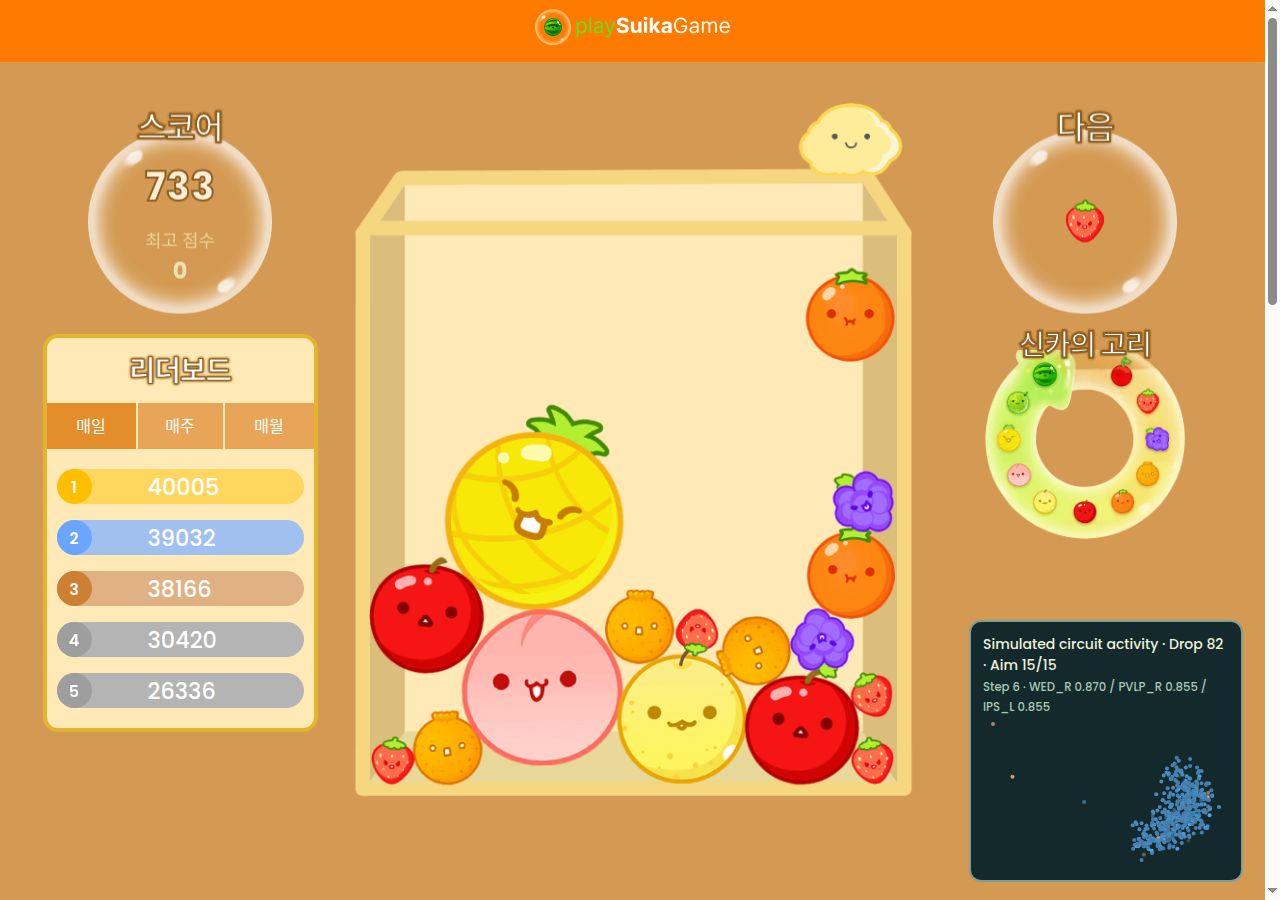 playSuikaGame
스코어
733
최고 점수
0
리더보드
매일 매주 매월
1 40005
2 39032
3 38166
4 30420
5 26336
다음
신카의 고리
Simulated circuit activity · Drop 82
· Aim 15/15
Step 6 · WED_R 0.870 / PVLP_R 0.855 /
IPS_L 0.855